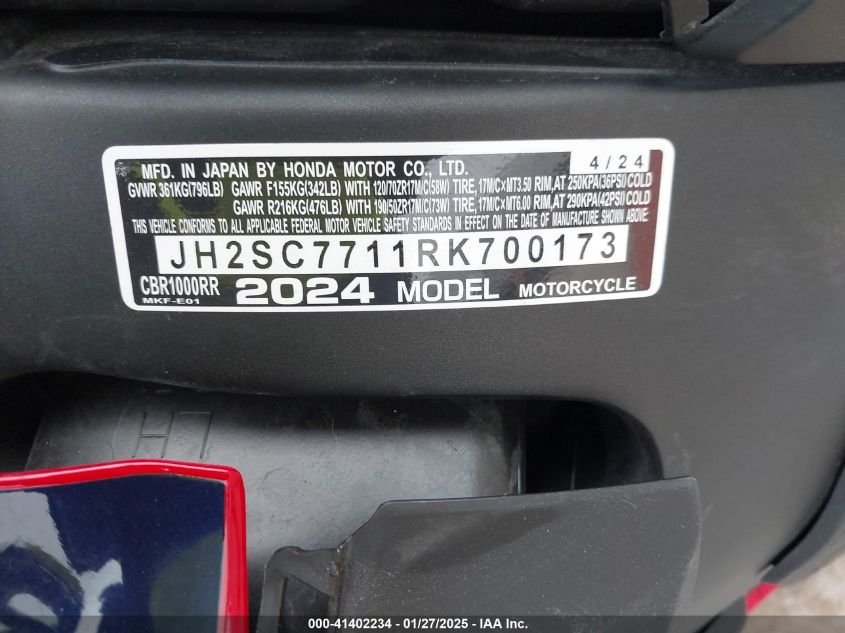 MFD. IN JAPAN BY HONDA MOTOR CO., LTD. 4/24
GVWR 361KG(796LB) GAWR F155KG(342LB) WITH 120/70ZR17M/C(58W) TIRE,17M/C×MT3.50 RIM,AT 250KPA(36PSI)COLD
GAWR R216KG(476LB) WITH 190/50ZR17M/C(73W) TIRE,17M/C×MT6.00 RIM,AT 290KPA(42PSI)COLD
THIS VEHICLE CONFORMS TO ALL APPLICABLE FEDERAL MOTOR VEHICLE SAFETY STANDARDS IN EFFECT ON THE DATE OF MANUFACTURE SHOWN ABOVE:
JH2SC7711RK700173
CBR1000RR 2024 MODEL MOTORCYCLE
MKF-E01
000-41402234 / 01/27/2025 / IAA Inc.